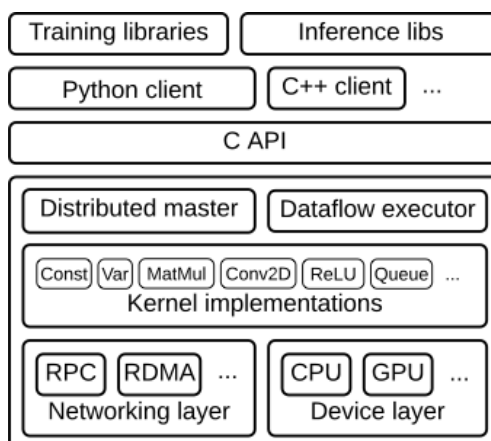 Training libraries Inference libs
Python client C++ client ...
C API
Distributed master Dataflow executor
Const Var MatMul Conv2D ReLU Queue ...
Kernel implementations
RPC RDMA ... CPU GPU ...
Networking layer Device layer